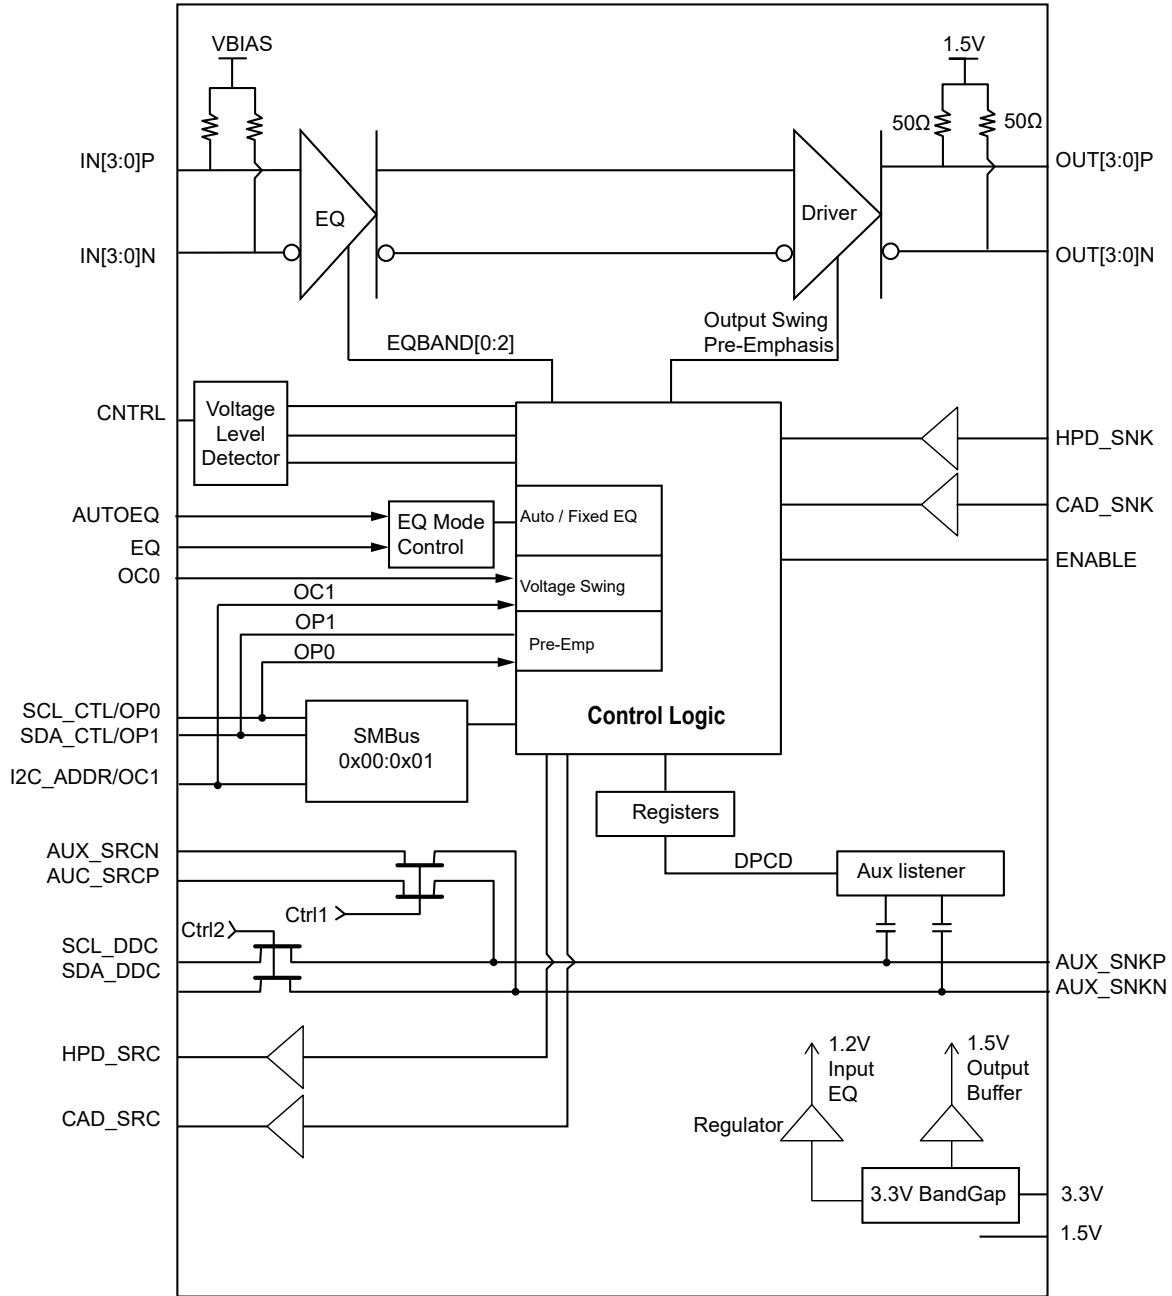 VBIAS
1.5V
50Ω
50Ω
IN[3:0]P
OUT[3:0]P
EQ
Driver
IN[3:0]N
OUT[3:0]N
EQBAND[0:2]
Output Swing
Pre-Emphasis
CNTRL
Voltage
Level
Detector
HPD_SNK
CAD_SNK
ENABLE
AUTOEQ
EQ
EQ Mode
Control
Auto / Fixed EQ
OC0
Voltage Swing
OC1
OP1
Pre-Emp
OP0
Control Logic
SCL_CTL/OP0
SDA_CTL/OP1
I2C_ADDR/OC1
SMBus
0x00:0x01
Registers
DPCD
Aux listener
AUX_SRCN
AUC_SRCP
Ctrl1
Ctrl2
SCL_DDC
SDA_DDC
AUX_SNKP
AUX_SNKN
HPD_SRC
CAD_SRC
1.2V
Input
EQ
1.5V
Output
Buffer
Regulator
3.3V BandGap
3.3V
1.5V